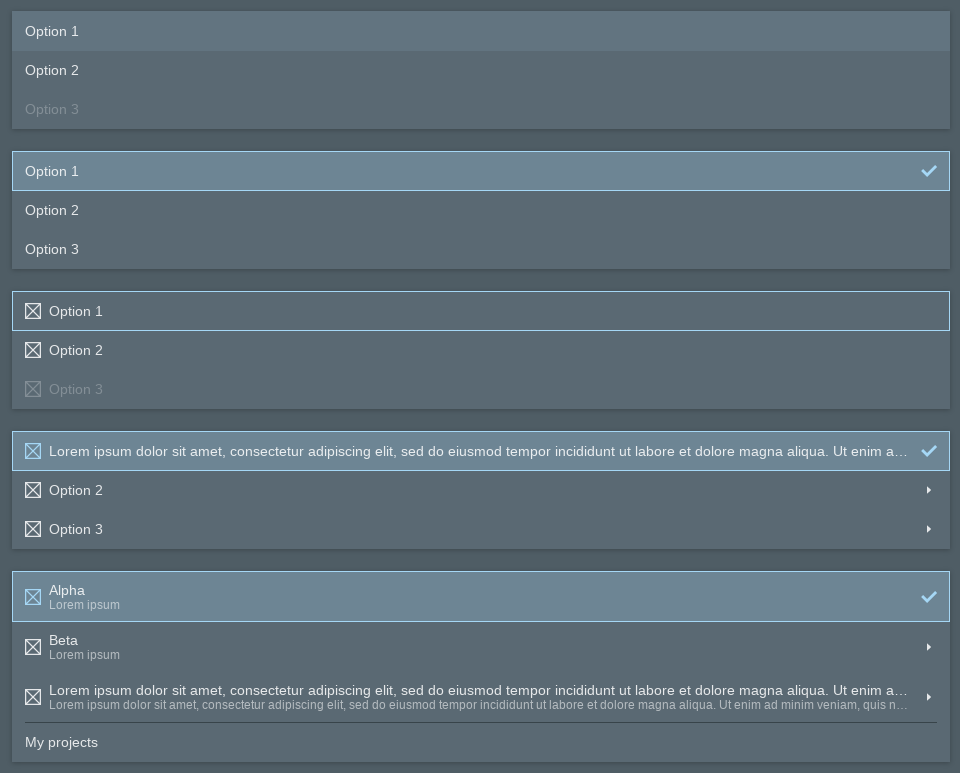 Option 1
Option 2
Option 3
Option 1
Option 2
Option 3
Option 1
Option 2
Option 3
Lorem ipsum dolor sit amet, consectetur adipiscing elit, sed do eiusmod tempor incididunt ut labore et dolore magna aliqua. Ut enim a…
Option 2
Option 3
Alpha
Lorem ipsum
Beta
Lorem ipsum
Lorem ipsum dolor sit amet, consectetur adipiscing elit, sed do eiusmod tempor incididunt ut labore et dolore magna aliqua. Ut enim a…
Lorem ipsum dolor sit amet, consectetur adipiscing elit, sed do eiusmod tempor incididunt ut labore et dolore magna aliqua. Ut enim ad minim veniam, quis n…
My projects